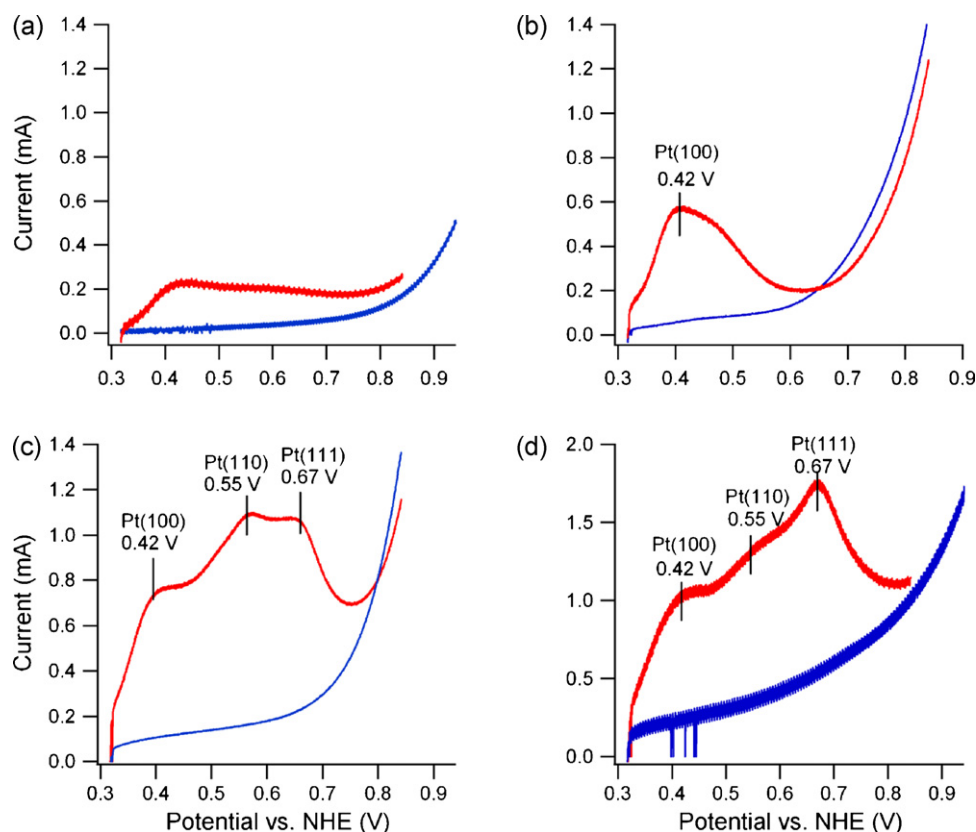 (a)
1.4
1.2
1.0
0.8
0.6
0.4
0.2
0.0
Current (mA)
0.3 0.4 0.5 0.6 0.7 0.8 0.9
(b)
1.4
1.2
1.0
0.8
0.6
0.4
0.2
0.0
Pt(100)
0.42 V
0.3 0.4 0.5 0.6 0.7 0.8 0.9
(c)
1.4
1.2
1.0
0.8
0.6
0.4
0.2
0.0
Current (mA)
Pt(100)
0.42 V
Pt(110)
0.55 V
Pt(111)
0.67 V
0.3 0.4 0.5 0.6 0.7 0.8 0.9
Potential vs. NHE (V)
(d)
2.0
1.5
1.0
0.5
0.0
Pt(100)
0.42 V
Pt(110)
0.55 V
Pt(111)
0.67 V
0.3 0.4 0.5 0.6 0.7 0.8 0.9
Potential vs. NHE (V)